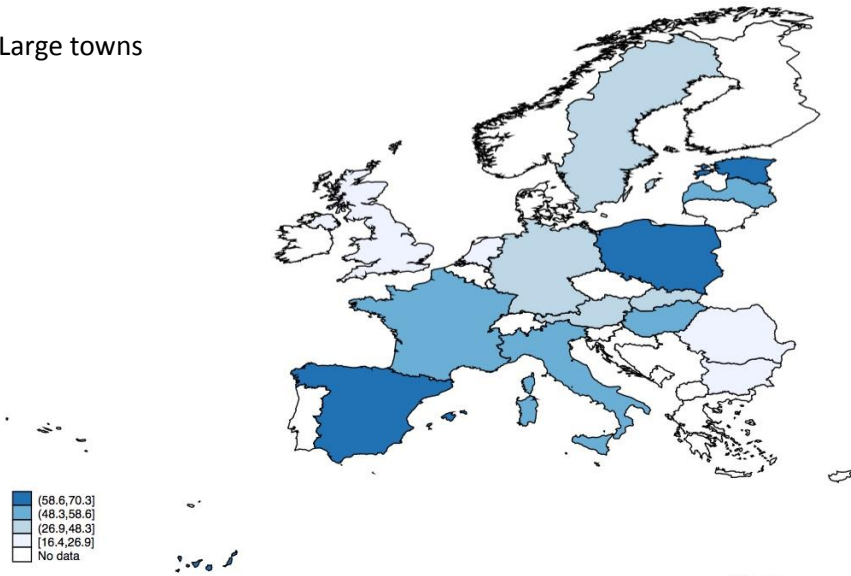 Large towns
(58.6,70.3]
(48.3,58.6]
(26.9,48.3]
[16.4,26.9]
No data